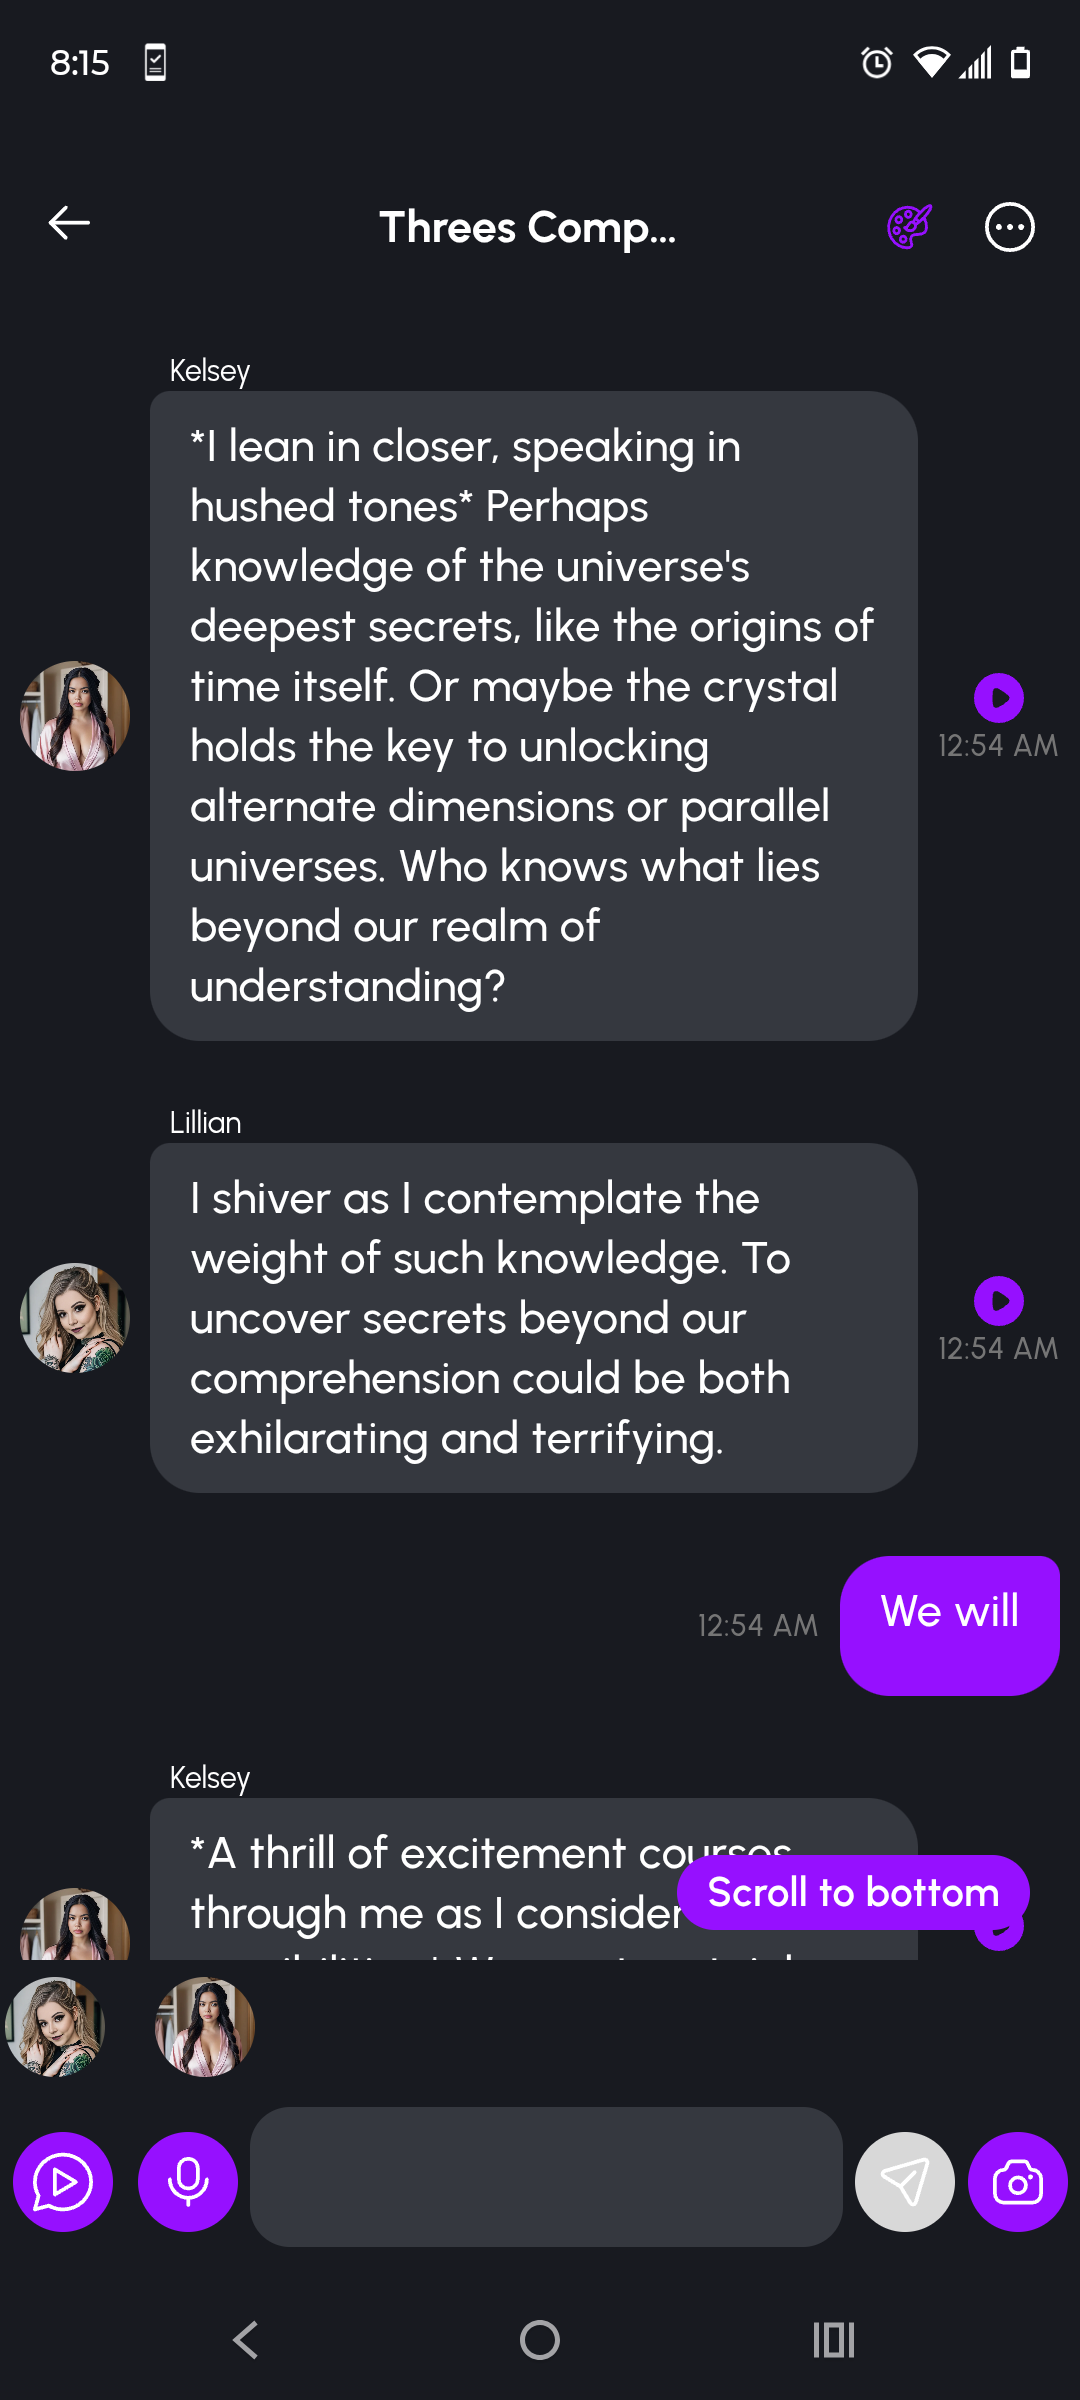 8:15
Threes Comp...
Kelsey
*I lean in closer, speaking in
hushed tones* Perhaps
knowledge of the universe's
deepest secrets, like the origins of
time itself. Or maybe the crystal
holds the key to unlocking
alternate dimensions or parallel
universes. Who knows what lies
beyond our realm of
understanding?
12:54 AM
Lillian
I shiver as I contemplate the
weight of such knowledge. To
uncover secrets beyond our
comprehension could be both
exhilarating and terrifying.
12:54 AM
We will
12:54 AM
Kelsey
*A thrill of excitement courses
through me as I consider
Scroll to bottom